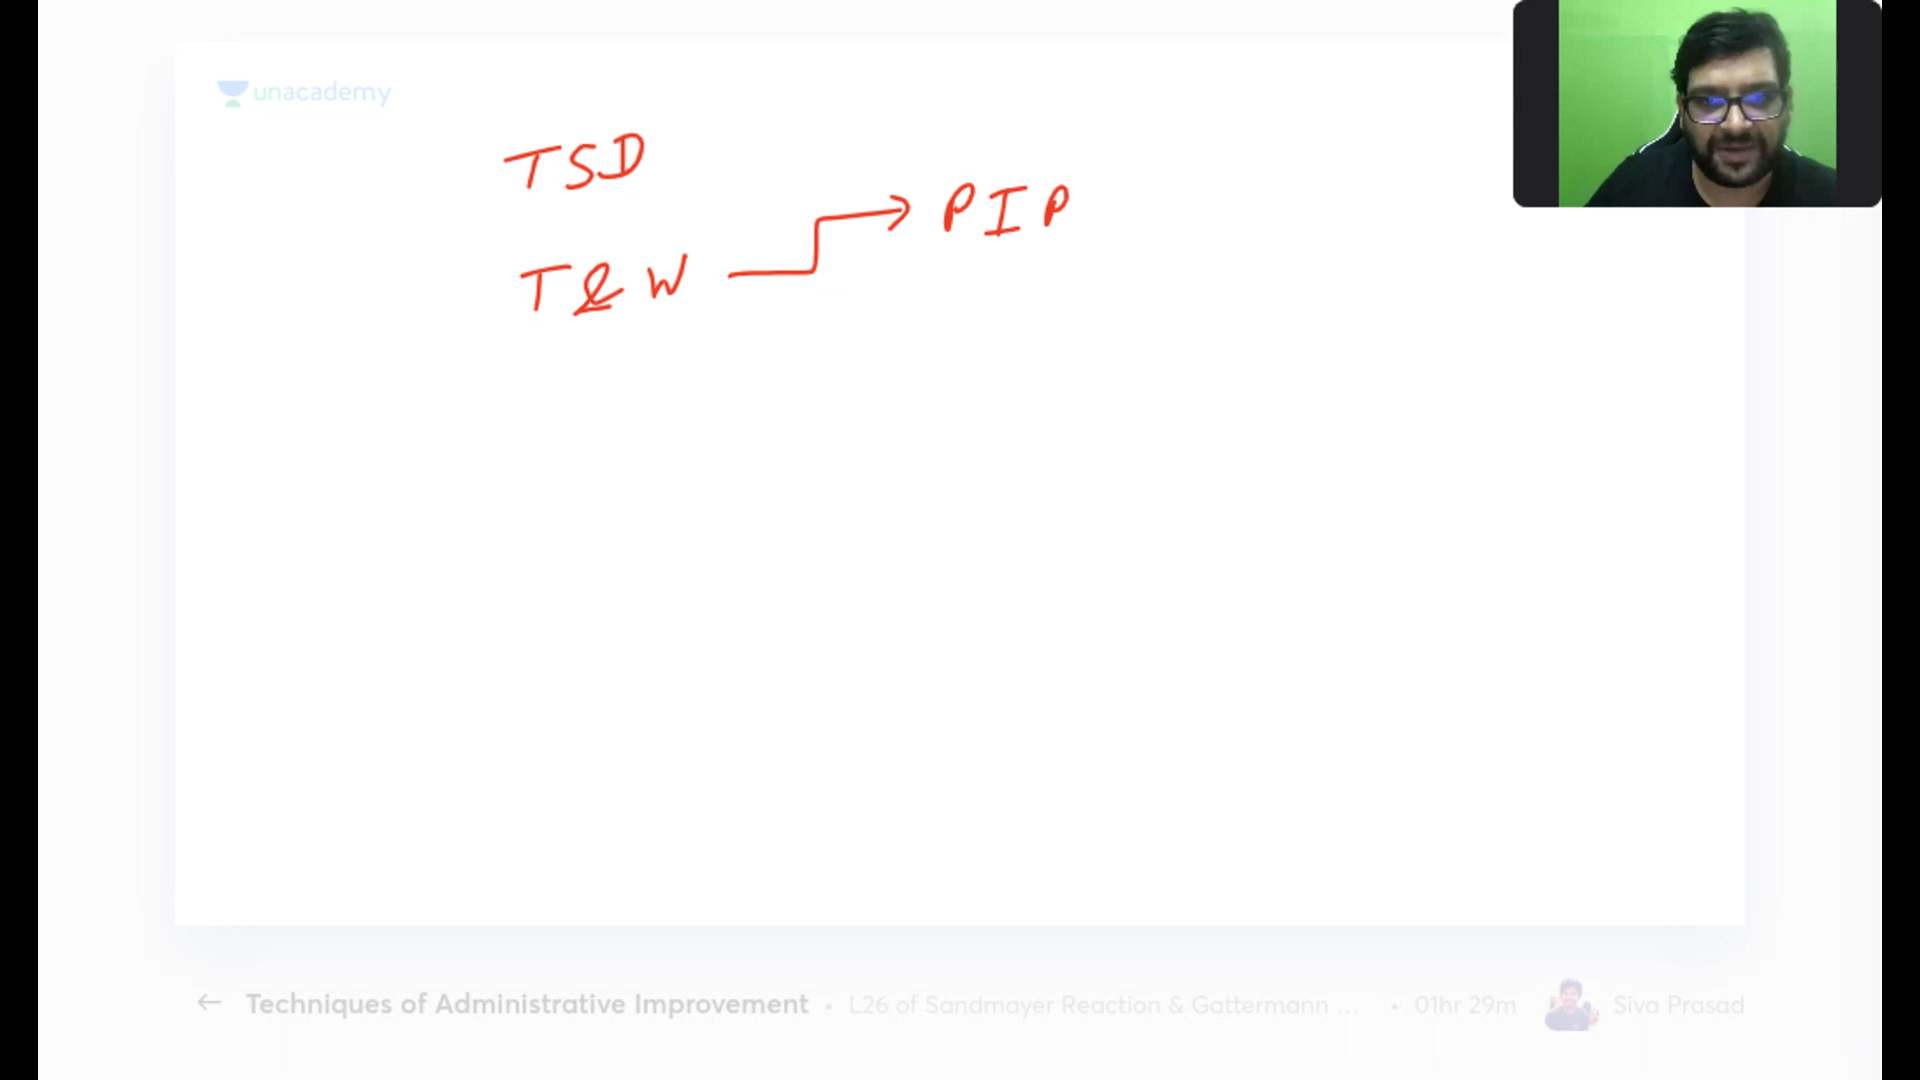 unacademy
TSD
T & W → PIP
← Techniques of Administrative Improvement • L26 of Sandmayer Reaction & Gattermann ... • 01hr 29m Siva Prasad